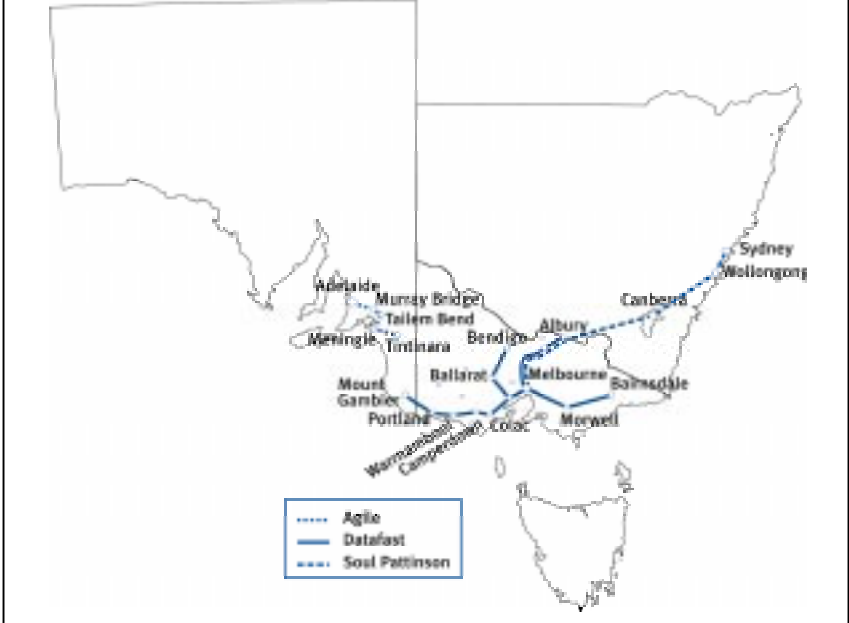 Sydney
Wollongong
Adelaide
Murray Bridge
Canberra
Tailem Bend
Albury
Meningie
Tintinara
Bendigo
Ballarat
Melbourne
Bairnsdale
Mount
Gambier
Portland
Morwell
Colac
Warrnambool
Camperdown
Agile
Datafast
Soul Pattinson